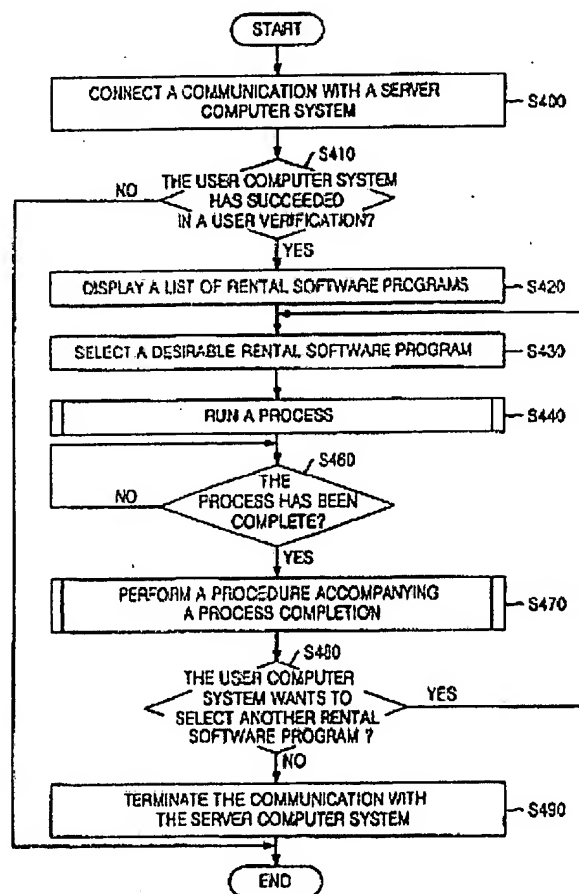 START
CONNECT A COMMUNICATION WITH A SERVER
COMPUTER SYSTEM
S400
S410
NO
THE USER COMPUTER SYSTEM
HAS SUCCEEDED
IN A USER VERIFICATION?
YES
DISPLAY A LIST OF RENTAL SOFTWARE PROGRAMS
S420
SELECT A DESIRABLE RENTAL SOFTWARE PROGRAM
S430
RUN A PROCESS
S440
S460
NO
THE
PROCESS HAS BEEN
COMPLETE?
YES
PERFORM A PROCEDURE ACCOMPANYING
A PROCESS COMPLETION
S470
S480
THE USER COMPUTER
SYSTEM WANTS TO
SELECT ANOTHER RENTAL
SOFTWARE PROGRAM ?
YES
NO
TERMINATE THE COMMUNICATION WITH
THE SERVER COMPUTER SYSTEM
S490
END